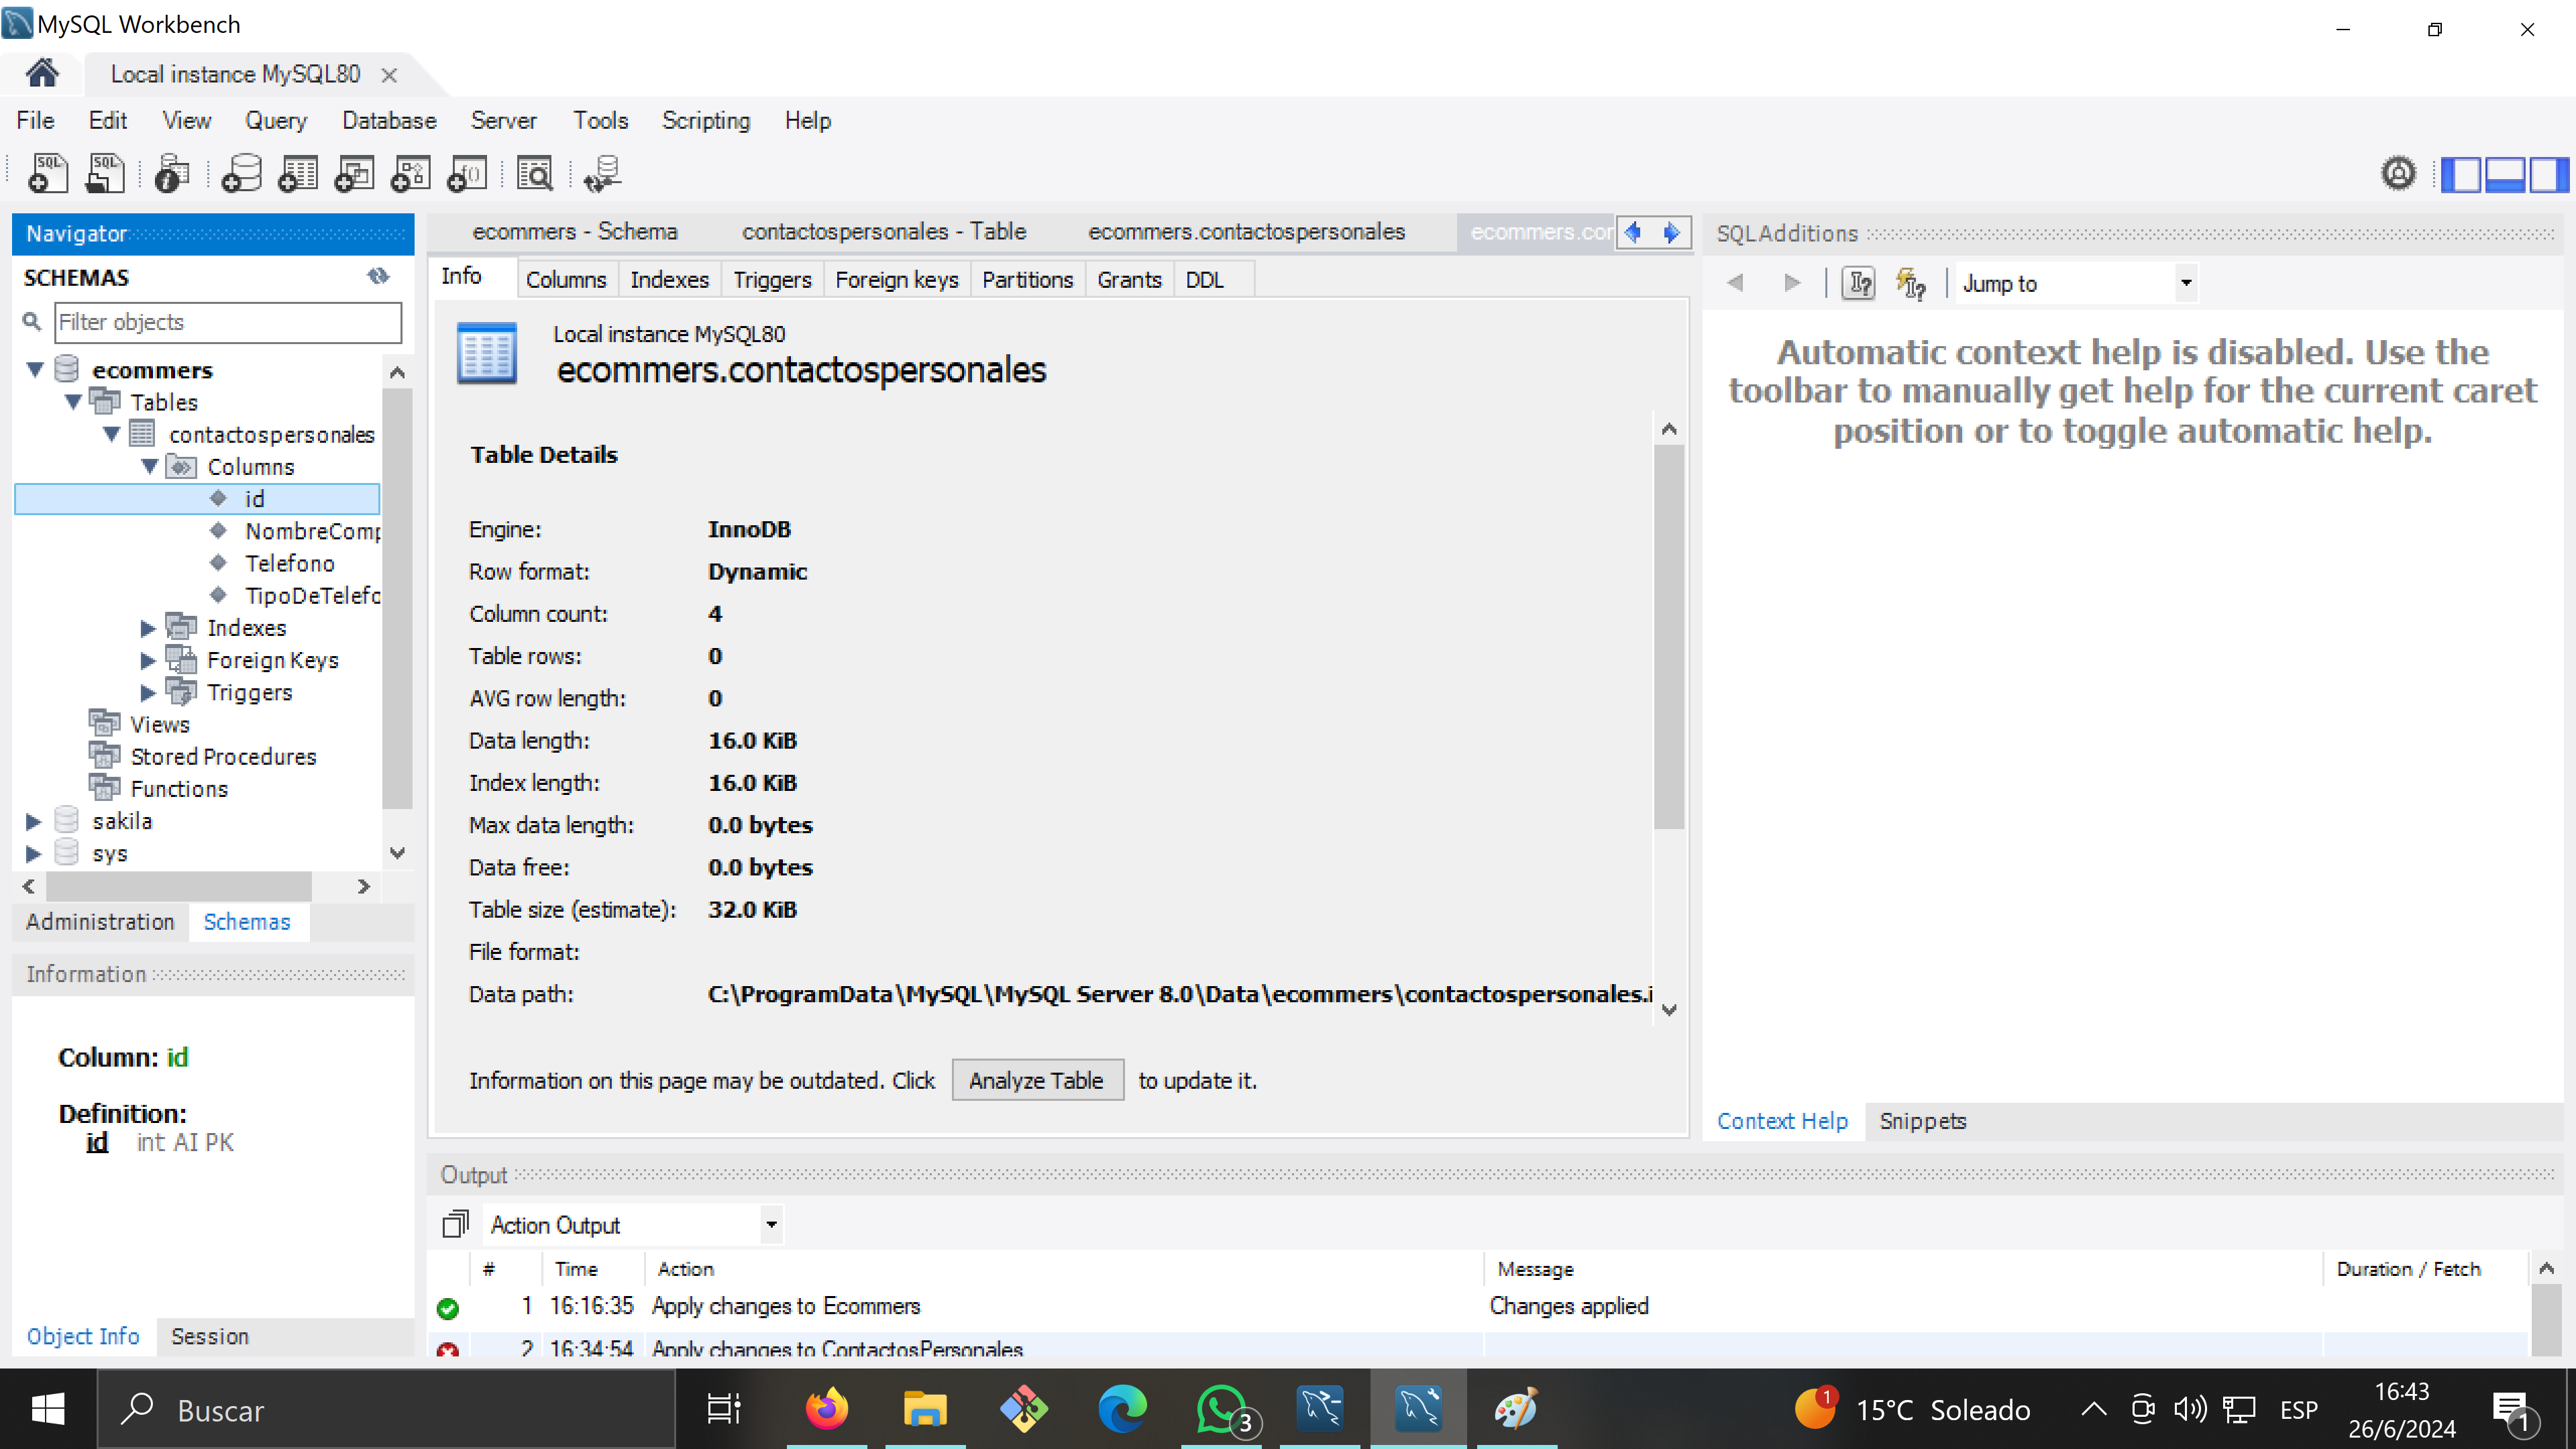 MySQL Workbench
Local instance MySQL80
File Edit View Query Database Server Tools Scripting Help
Navigator
SCHEMAS
Filter objects
ecommers
Tables
contactospersonales
Columns
id
NombreComp
Telefono
TipoDeTelefo
Indexes
Foreign Keys
Triggers
Views
Stored Procedures
Functions
sakila
sys
Administration Schemas
Information
Column: id
Definition:
id int AI PK
Object Info Session
ecommers - Schema contactospersonales - Table ecommers.contactospersonales ecommers.cor
Info Columns Indexes Triggers Foreign keys Partitions Grants DDL
Local instance MySQL80
ecommers.contactospersonales
Table Details
Engine: InnoDB
Row format: Dynamic
Column count: 4
Table rows: 0
AVG row length: 0
Data length: 16.0 KiB
Index length: 16.0 KiB
Max data length: 0.0 bytes
Data free: 0.0 bytes
Table size (estimate): 32.0 KiB
File format:
Data path: C:\ProgramData\MySQL\MySQL Server 8.0\Data\ecommers\contactospersonales.i
Information on this page may be outdated. Click Analyze Table to update it.
SQLAdditions
Jump to
Automatic context help is disabled. Use the
toolbar to manually get help for the current caret
position or to toggle automatic help.
Context Help Snippets
Output
Action Output
# Time Action Message Duration / Fetch
1 16:16:35 Apply changes to Ecommers Changes applied
2 16:34:54 Apply changes to ContactosPersonales
Buscar
3
1
15°C Soleado
ESP
16:43
26/6/2024
1